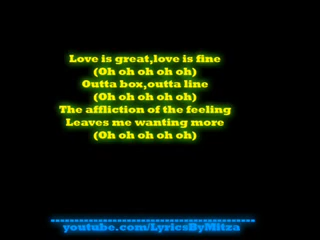 Love is great,love is fine
(Oh oh oh oh oh)
Outta box,outta line
(Oh oh oh oh oh)
The affliction of the feeling
Leaves me wanting more
(Oh oh oh oh oh)
youtube.com/LyricsByMitza